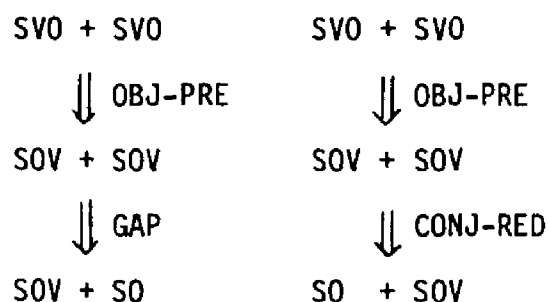 SVO + SVO SVO + SVO
OBJ-PRE OBJ-PRE
SOV + SOV SOV + SOV
GAP CONJ-RED
SOV + SO SO + SOV